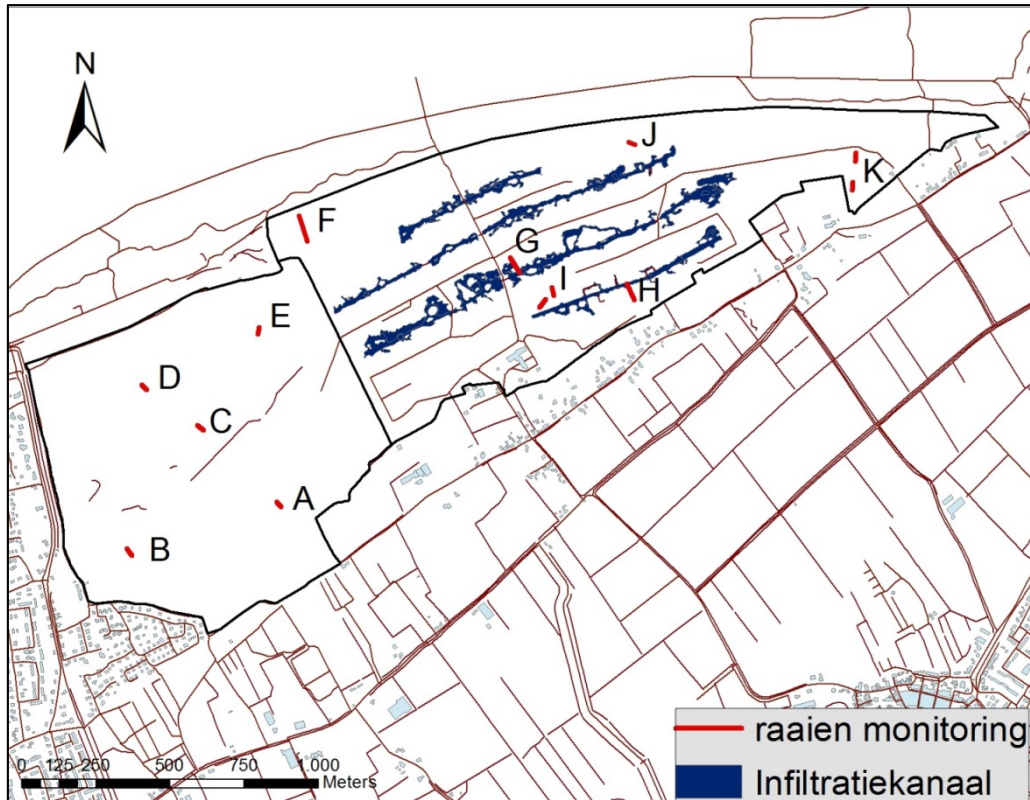 N
J
K
F
G
I
H
E
D
C
A
B
raaien monitoring
0 125 250 500 750 1.000
Meters
Infiltratiekanaal